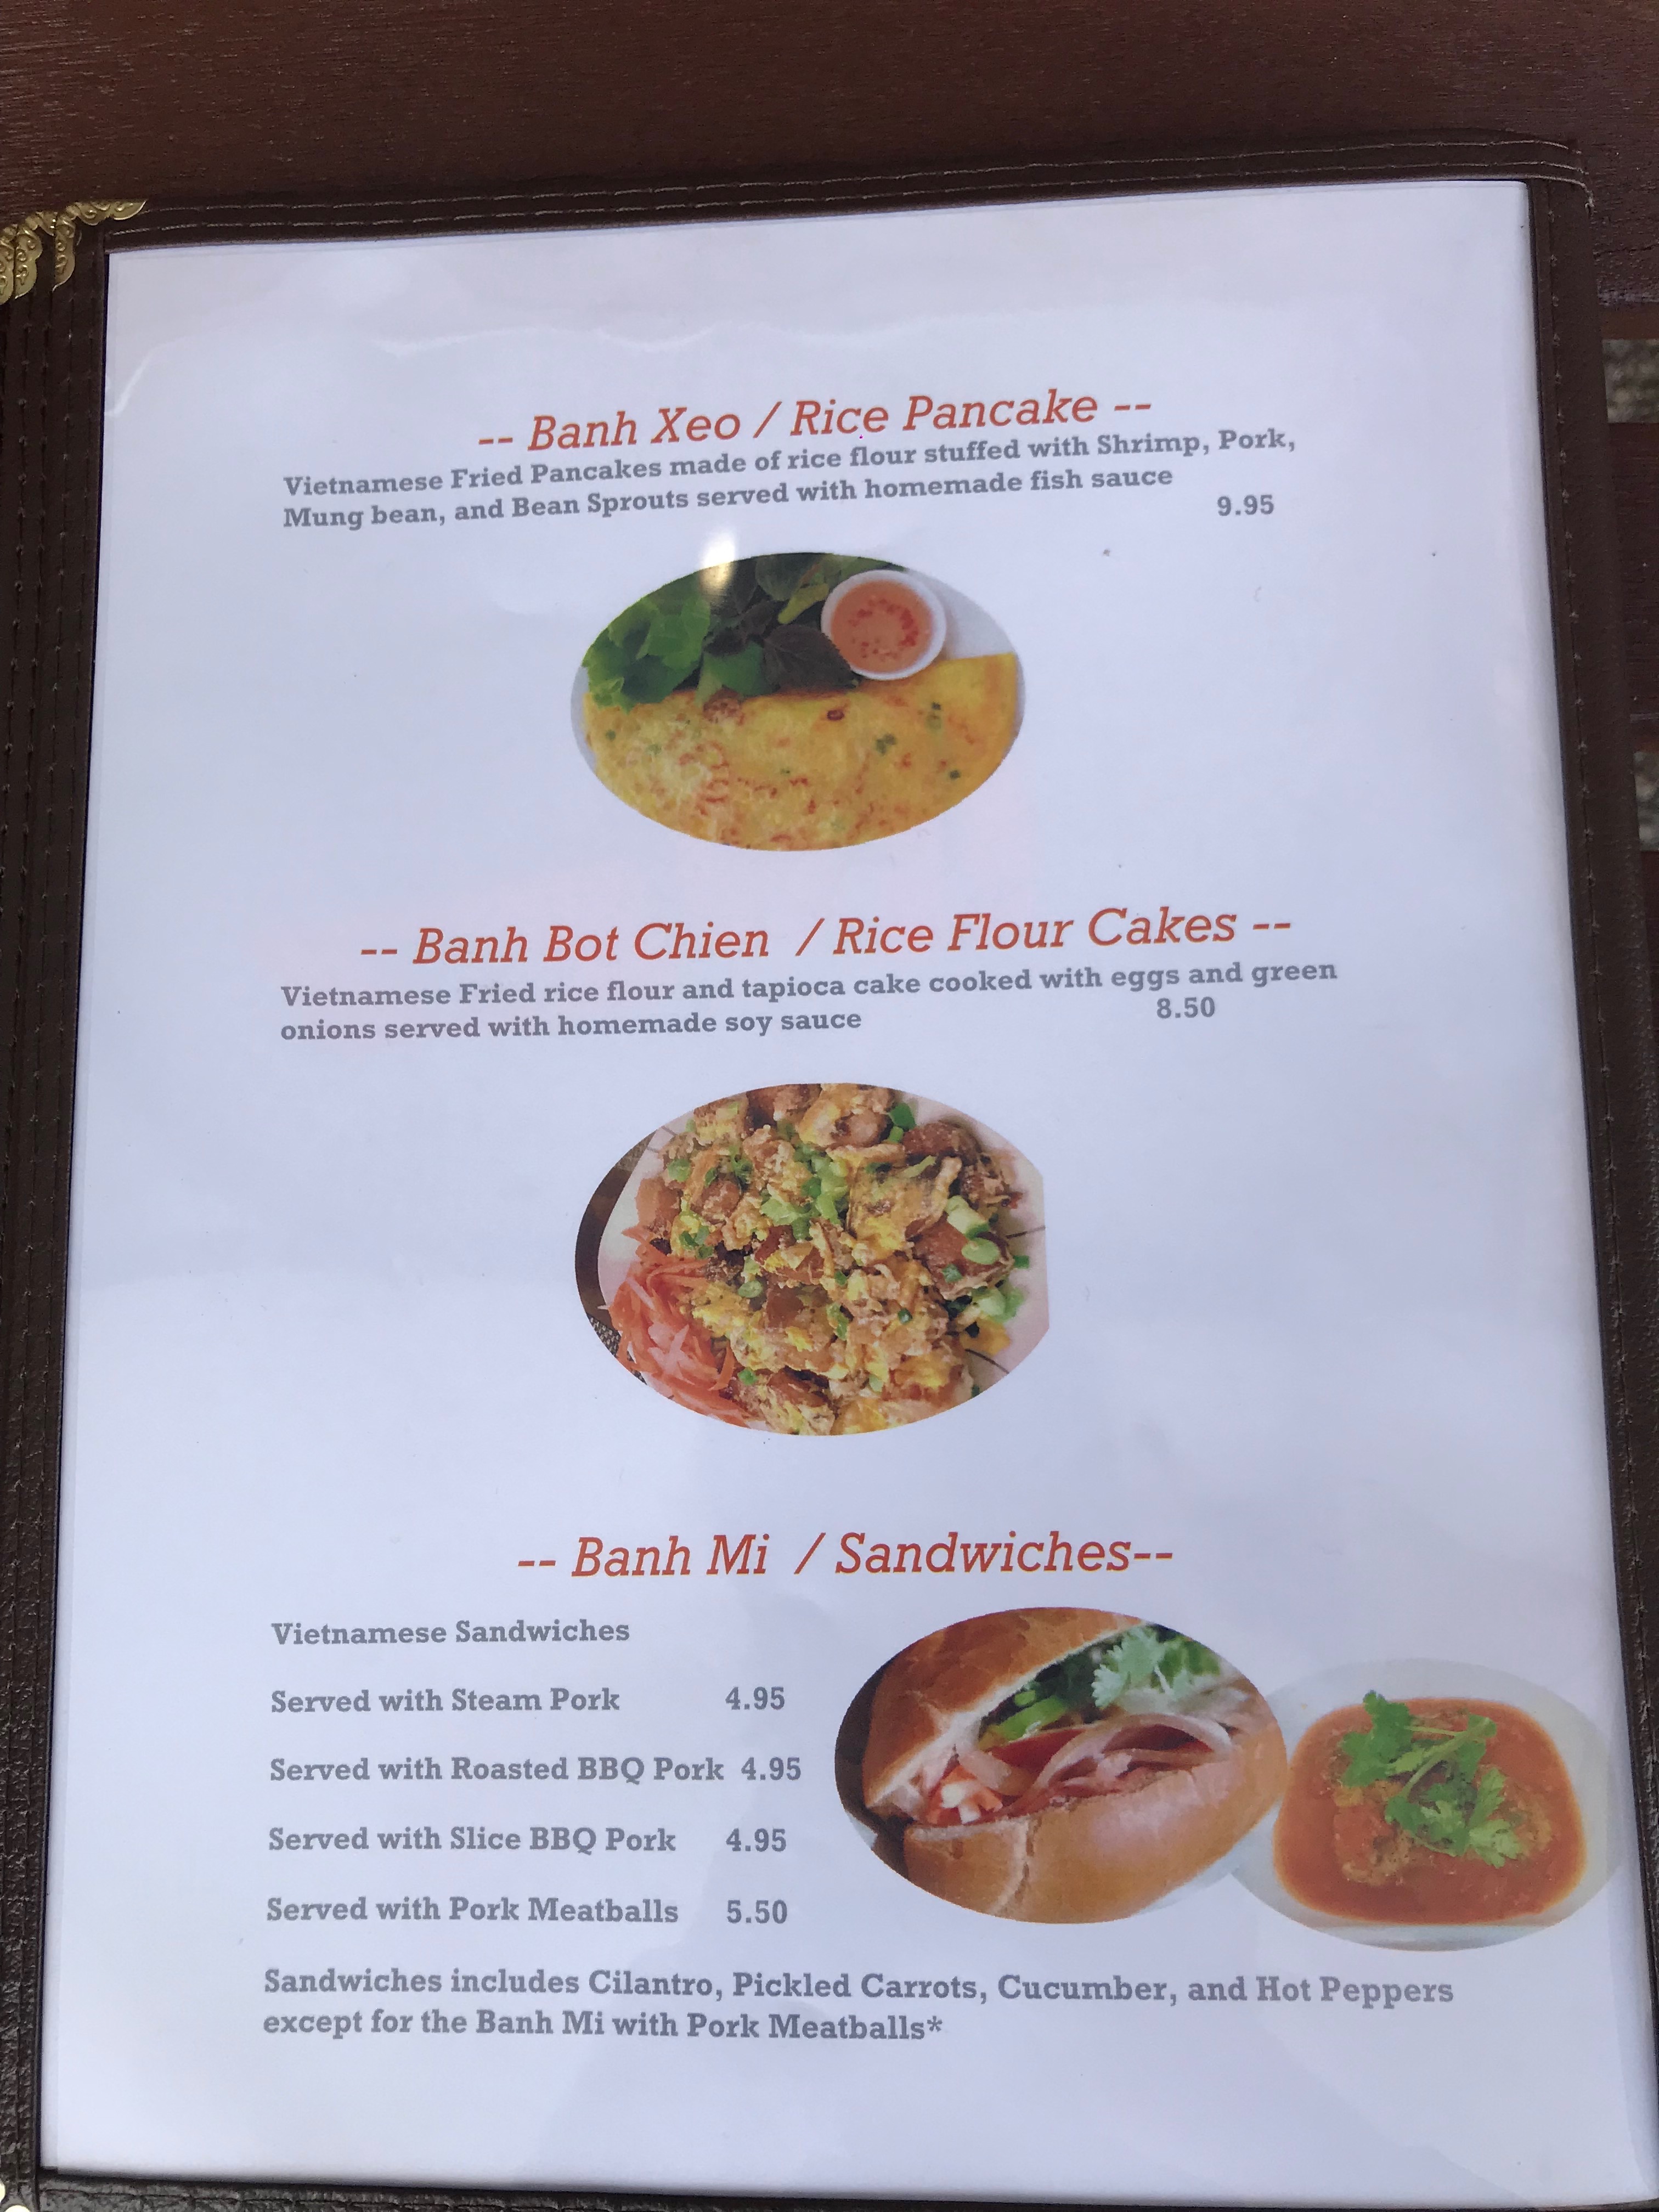 -- Banh Xeo / Rice Pancake --
Vietnamese Fried Pancakes made of rice flour stuffed with Shrimp, Pork,
Mung bean, and Bean Sprouts served with homemade fish sauce
9.95
-- Banh Bot Chien / Rice Flour Cakes --
Vietnamese Fried rice flour and tapioca cake cooked with eggs and green
onions served with homemade soy sauce 8.50
-- Banh Mi / Sandwiches--
Vietnamese Sandwiches
Served with Steam Pork 4.95
Served with Roasted BBQ Pork 4.95
Served with Slice BBQ Pork 4.95
Served with Pork Meatballs 5.50
Sandwiches includes Cilantro, Pickled Carrots, Cucumber, and Hot Peppers
except for the Banh Mi with Pork Meatballs*